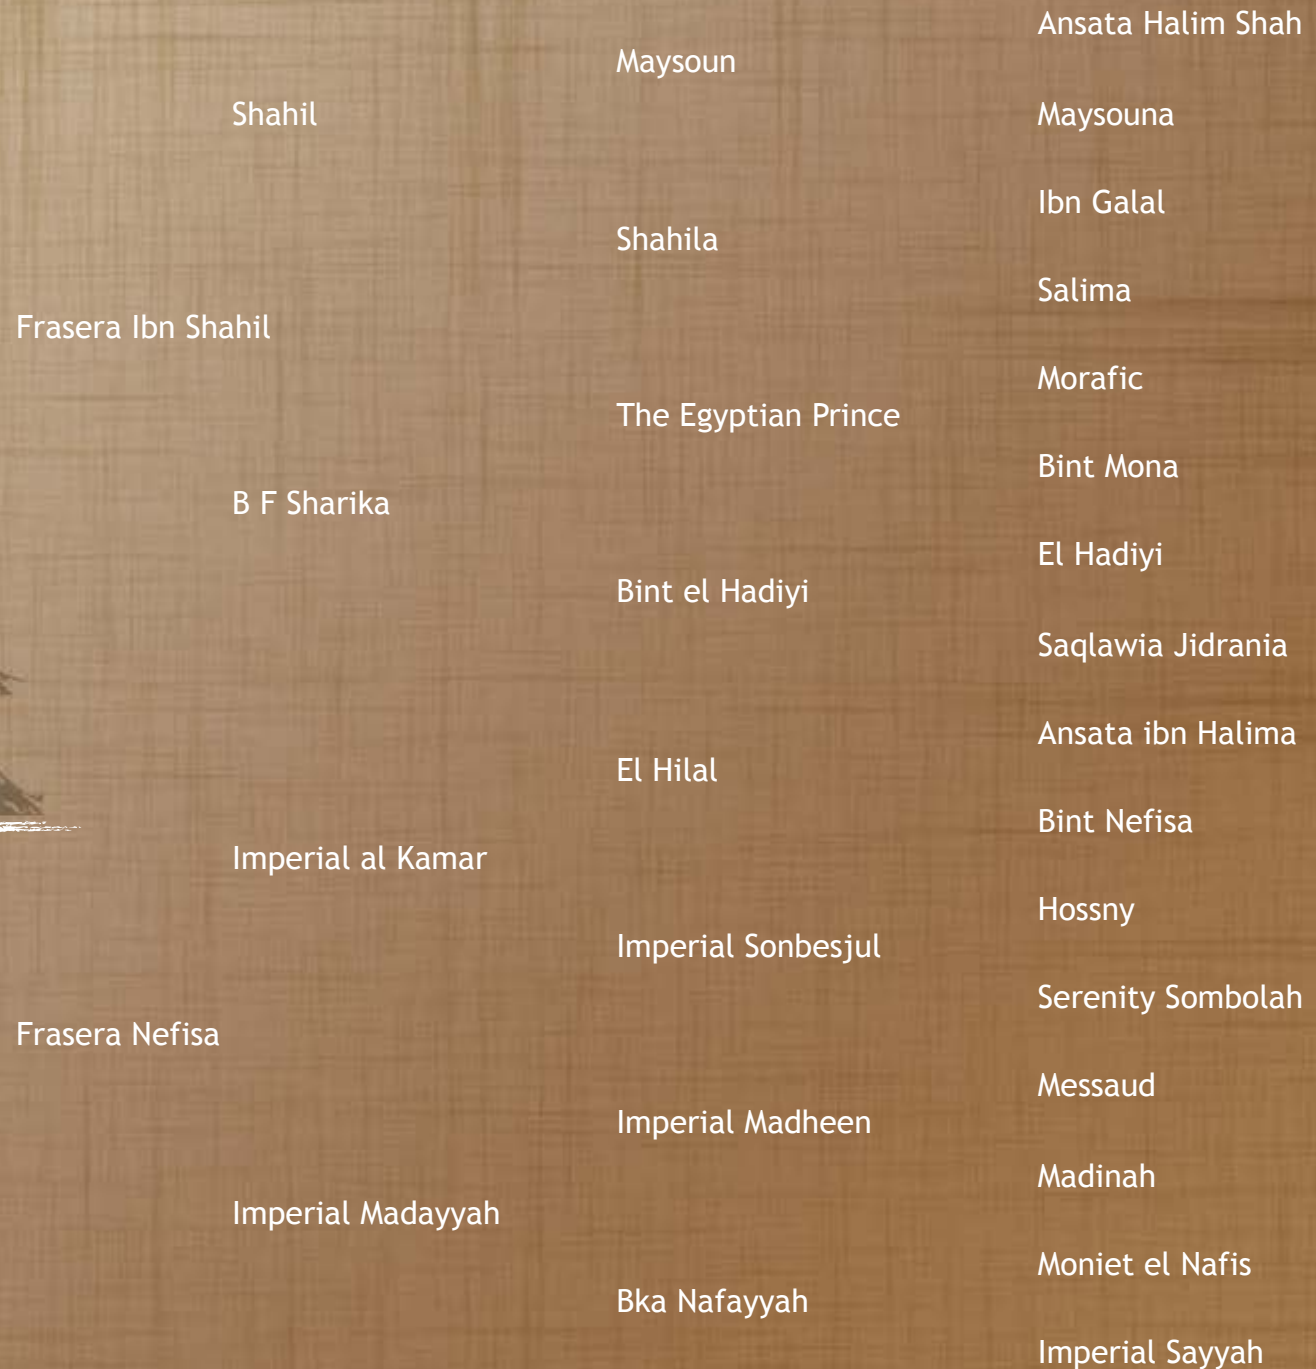 Ansata Halim Shah
Maysoun
Shahil
Maysouna
Ibn Galal
Shahila
Salima
Frasera Ibn Shahil
Morafic
The Egyptian Prince
Bint Mona
B F Sharika
El Hadiyi
Bint el Hadiyi
Saqlawia Jidrania
Ansata ibn Halima
El Hilal
Bint Nefisa
Imperial al Kamar
Hossny
Imperial Sonbesjul
Serenity Sombolah
Frasera Nefisa
Messaud
Imperial Madheen
Madinah
Imperial Madayyah
Moniet el Nafis
Bka Nafayyah
Imperial Sayyah